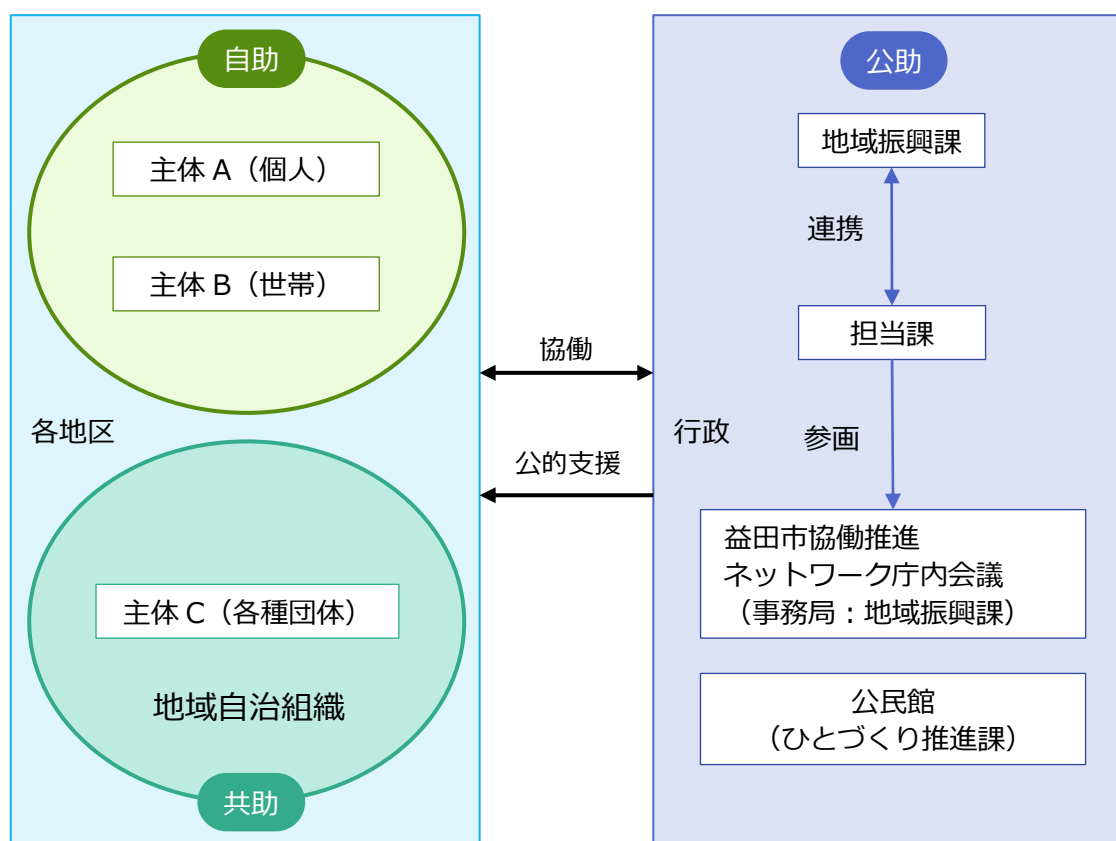 自助
主体 A（個人）
主体 B（世帯）
各地区
主体 C（各種団体）
地域自治組織
共助
協働
公的支援
公助
地域振興課
連携
担当課
行政
参画
益田市協働推進
ネットワーク庁内会議
（事務局：地域振興課）
公民館
（ひとづくり推進課）